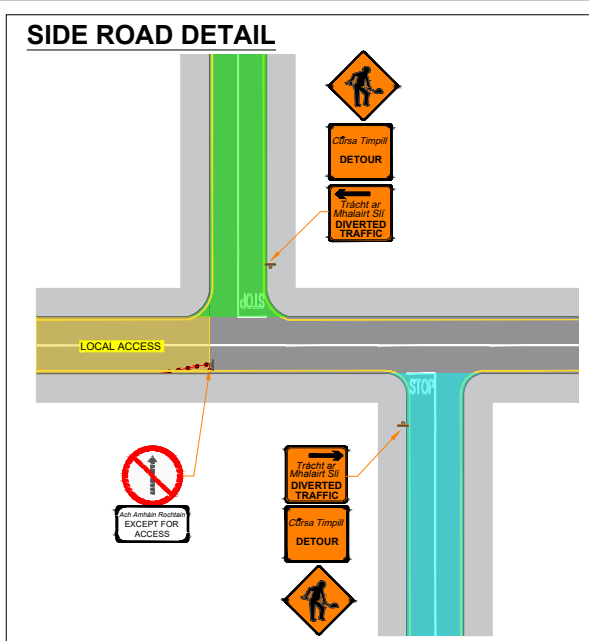 SIDE ROAD DETAIL
Cúrsa Timpill
DETOUR
Trácht ar
Mhalairt Slí
DIVERTED
TRAFFIC
STOP
LOCAL ACCESS
STOP
Trácht ar
Mhalairt Slí
DIVERTED
TRAFFIC
Ach Amháin Rochtain
EXCEPT FOR
ACCESS
Cúrsa Timpill
DETOUR